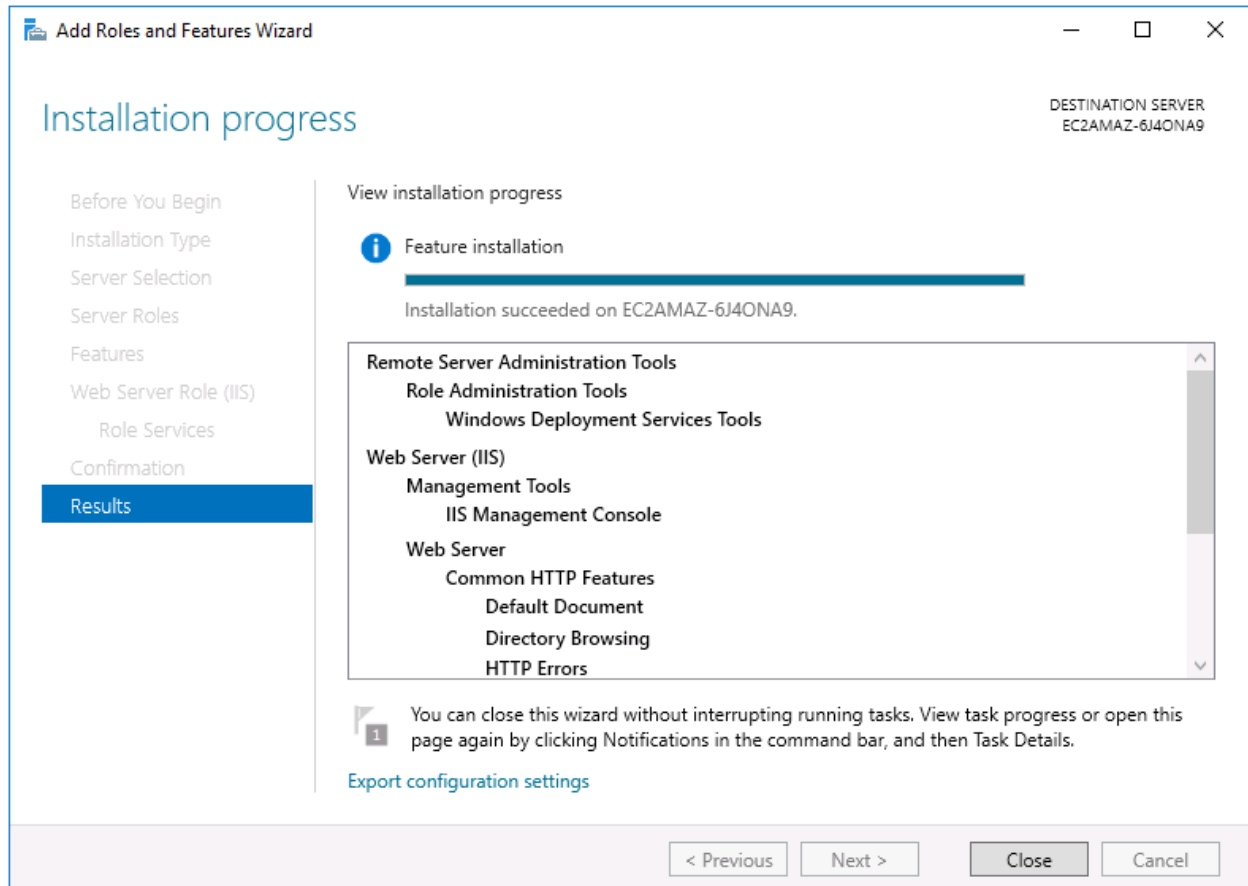 Add Roles and Features Wizard
Installation progress
DESTINATION SERVER
EC2AMAZ-6J4ONA9
Before You Begin
Installation Type
Server Selection
Server Roles
Features
Web Server Role (IIS)
Role Services
Confirmation
Results
View installation progress
Feature installation
Installation succeeded on EC2AMAZ-6J4ONA9.
Remote Server Administration Tools
Role Administration Tools
Windows Deployment Services Tools
Web Server (IIS)
Management Tools
IIS Management Console
Web Server
Common HTTP Features
Default Document
Directory Browsing
HTTP Errors
1
You can close this wizard without interrupting running tasks. View task progress or open this
page again by clicking Notifications in the command bar, and then Task Details.
Export configuration settings
< Previous
Next >
Close
Cancel